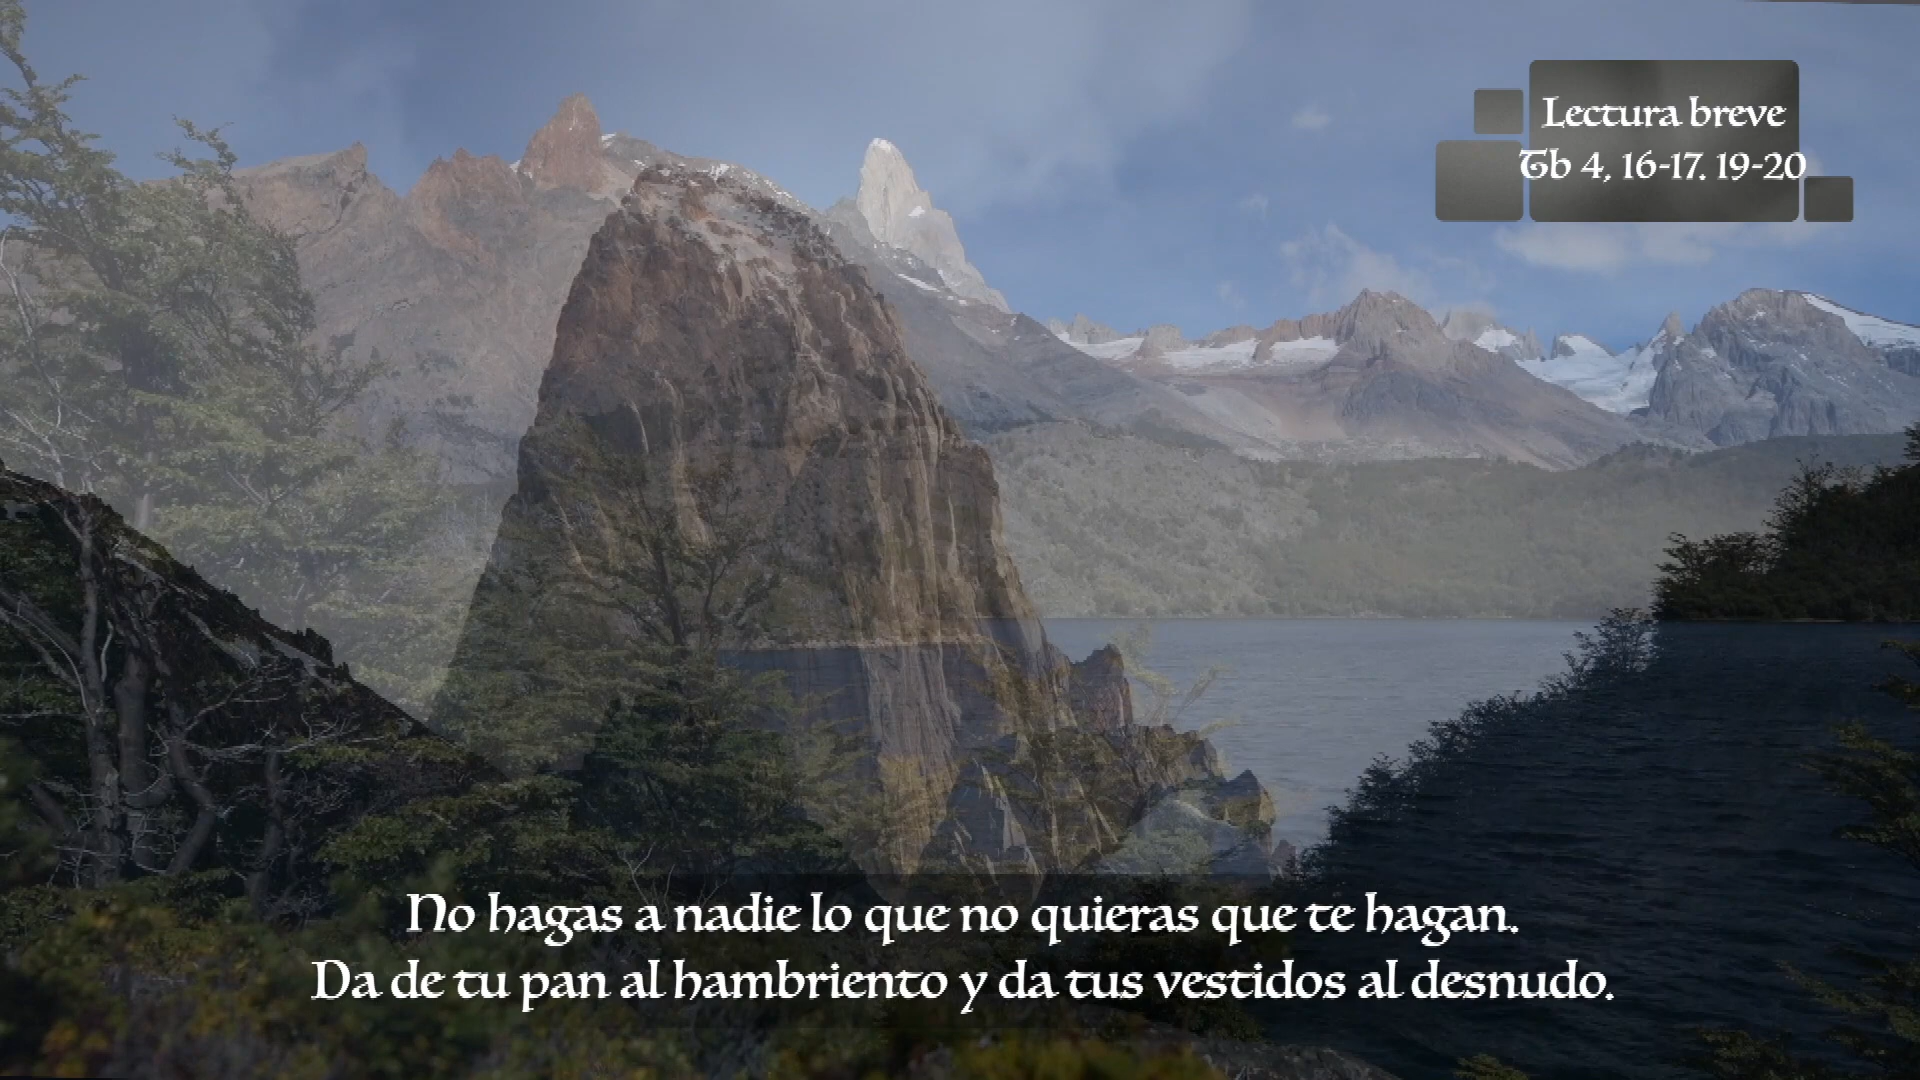 Lectura breve
Tb 4, 16-17. 19-20
No hagas a nadie lo que no quieras que te hagan.
Da de tu pan al hambriento y da tus vestidos al desnudo.